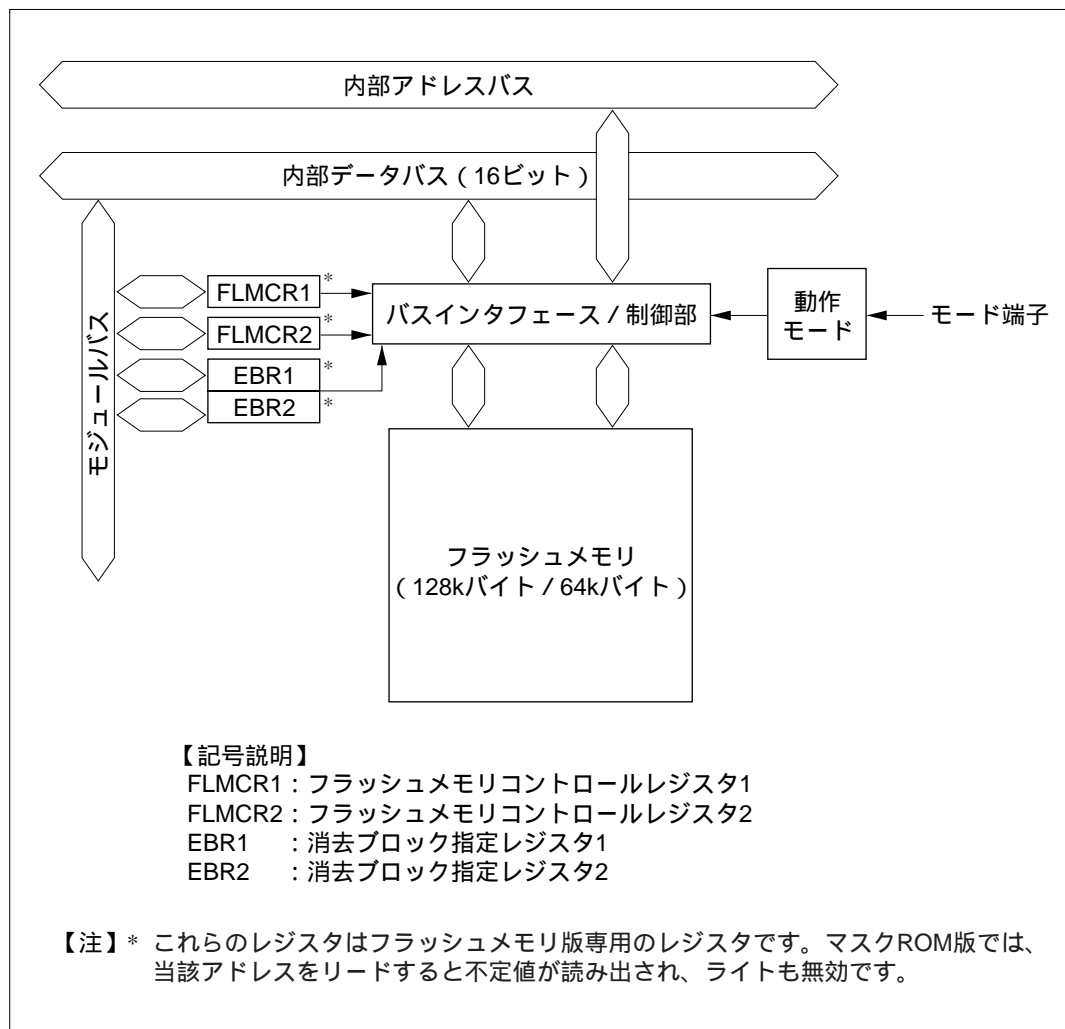 内部アドレスバス
内部データバス（16ビット）
モジュールバス
FLMCR1 *
FLMCR2 *
EBR1 *
EBR2 *
バスインタフェース／制御部
動作
モード
モード端子
フラッシュメモリ
（128kバイト／64kバイト）
【記号説明】
FLMCR1：フラッシュメモリコントロールレジスタ1
FLMCR2：フラッシュメモリコントロールレジスタ2
EBR1　：消去ブロック指定レジスタ1
EBR2　：消去ブロック指定レジスタ2
【注】* これらのレジスタはフラッシュメモリ版専用のレジスタです。マスクROM版では、
当該アドレスをリードすると不定値が読み出され、ライトも無効です。